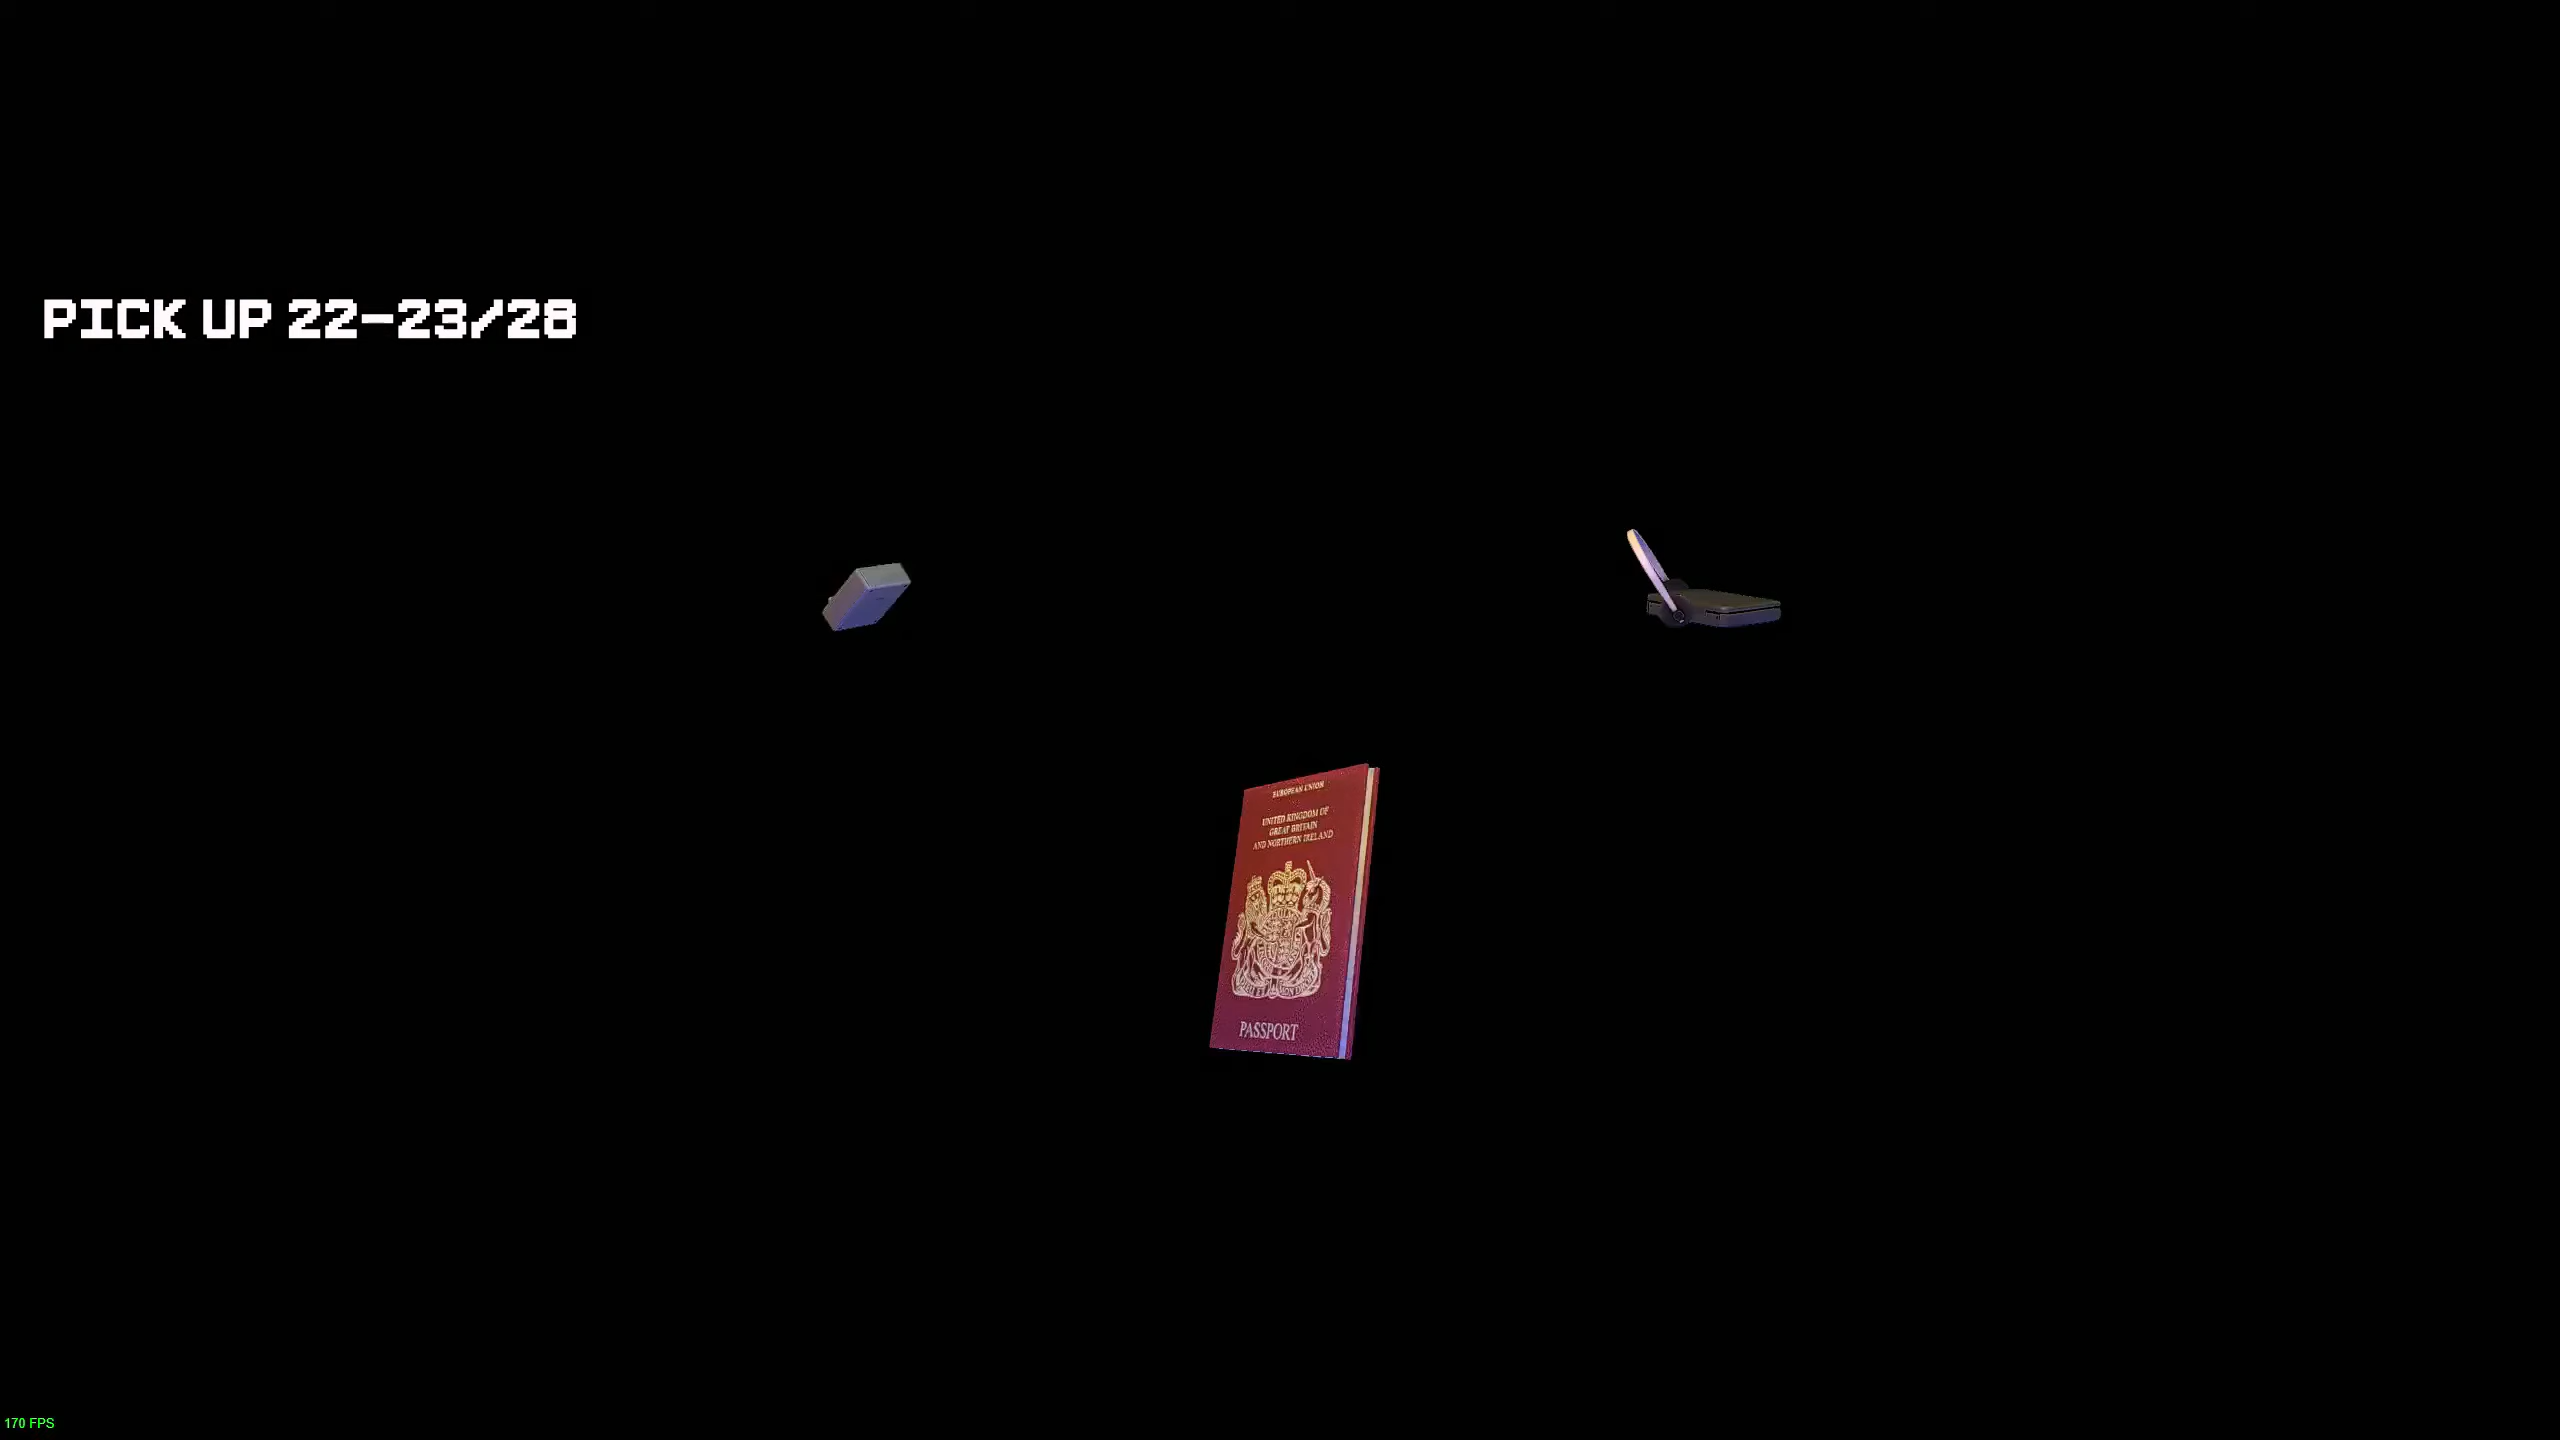 PICK UP 22-23/28
EUROPEAN UNION
UNITED KINGDOM OF
GREAT BRITAIN
AND NORTHERN IRELAND
PASSPORT
170 FPS